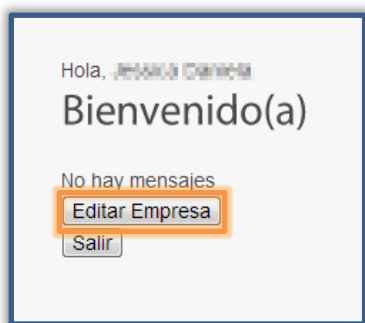 Hola,
Bienvenido(a)
No hay mensajes
Editar Empresa
Salir